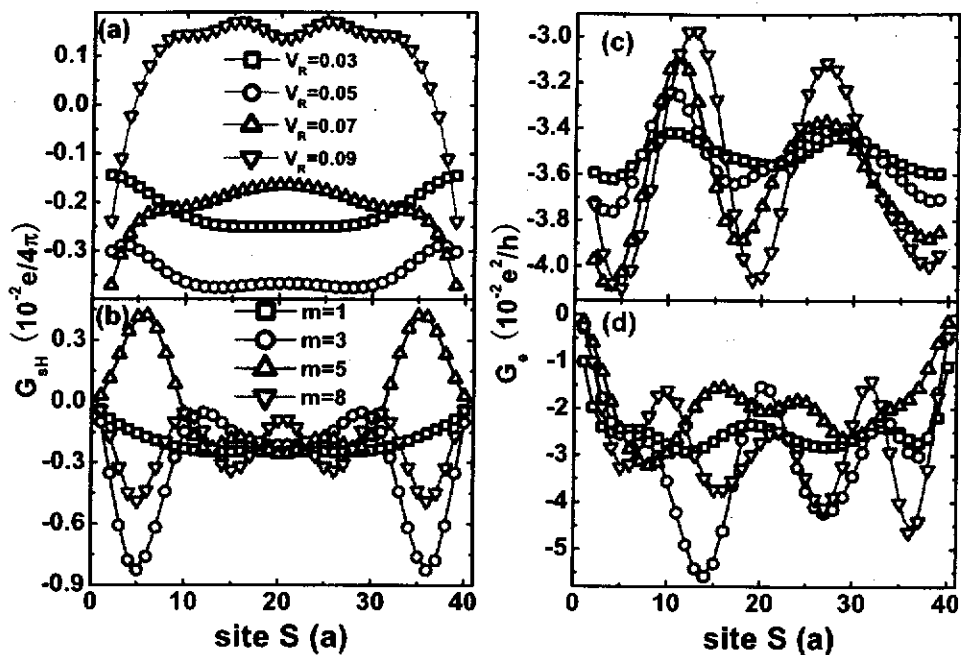 (a)
0.1
0.0
-0.1
-0.2
-0.3
V_R=0.03
V_R=0.05
V_R=0.07
V_R=0.09
(b)
0.3
0.0
-0.3
-0.6
-0.9
m=1
m=3
m=5
m=8
G_sH (10^-2 e/4π)
0 10 20 30 40
site S (a)
(c)
-3.0
-3.2
-3.4
-3.6
-3.8
-4.0
(d)
0
-1
-2
-3
-4
-5
(10^-2 e^2/h)
0 10 20 30 40
site S (a)